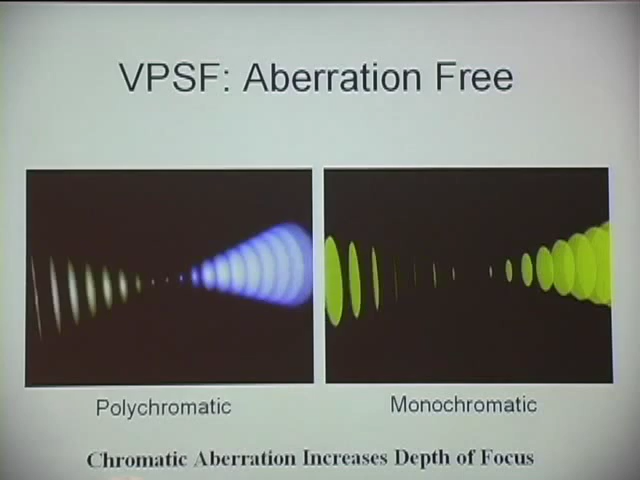 VPSF: Aberration Free
Polychromatic
Monochromatic
Chromatic Aberration Increases Depth of Focus